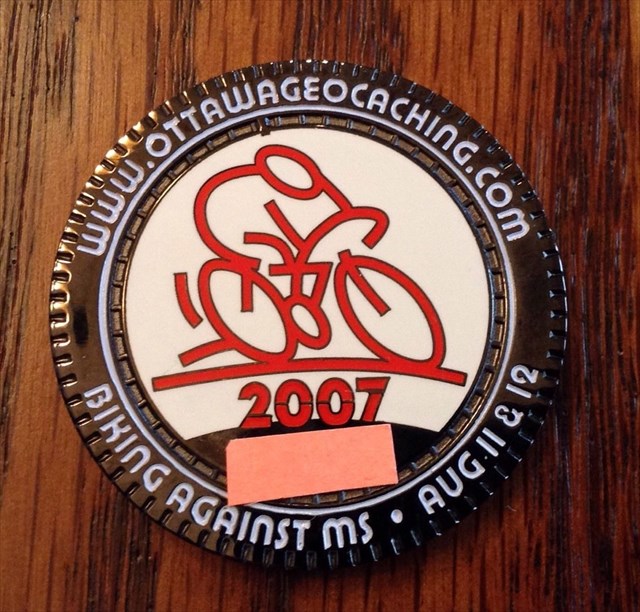 WWW.OTTAWAGEOCACHING.COM
2007
BIKING AGAINST MS • AUG 11 & 12